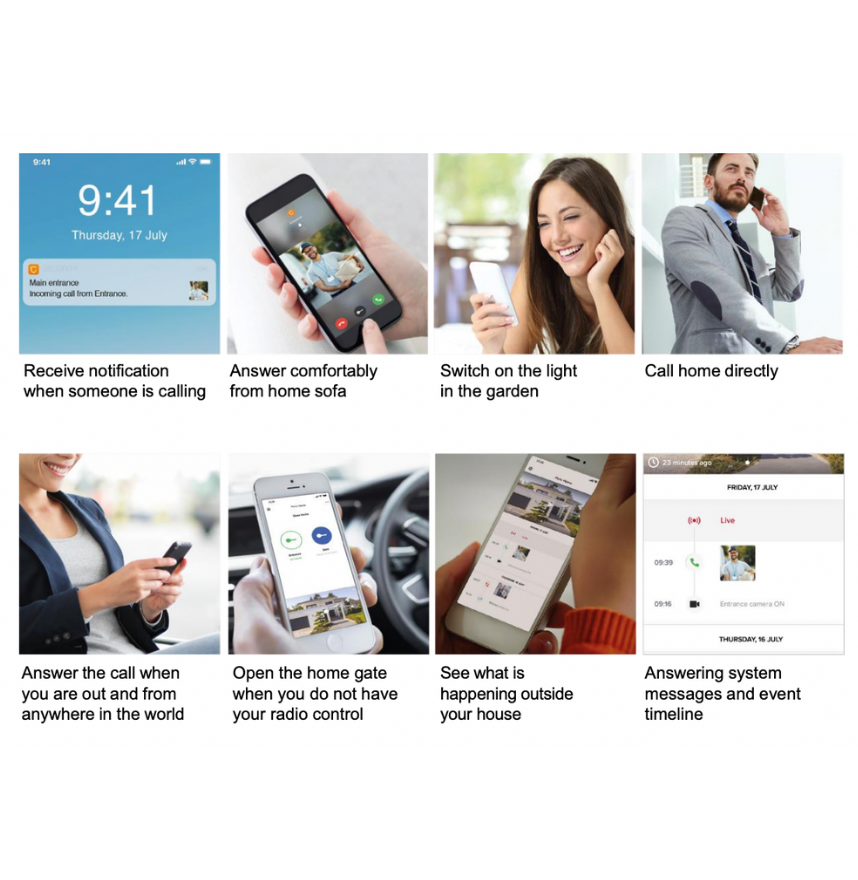 9:41
9:41
Thursday, 17 July
Main entrance
Incoming call from Entrance.
Receive notification
when someone is calling
Answer comfortably
from home sofa
Switch on the light
in the garden
Call home directly
Answer the call when
you are out and from
anywhere in the world
Open the home gate
when you do not have
your radio control
See what is
happening outside
your house
23 minutes ago
FRIDAY, 17 JULY
Live
09:39
09:16
Entrance camera ON
THURSDAY, 16 JULY
Answering system
messages and event
timeline